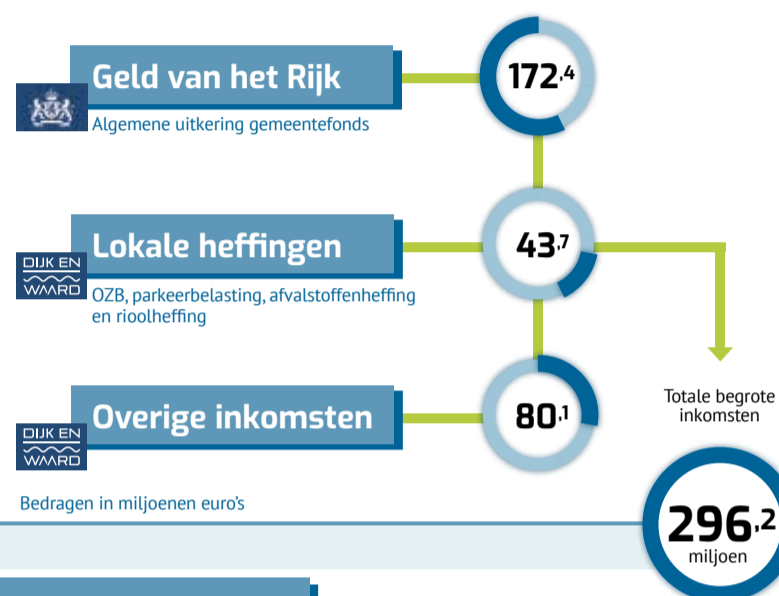 Geld van het Rijk
172,4
Algemene uitkering gemeentefonds
DIJK EN
WAARD
Lokale heffingen
43,7
OZB, parkeerbelasting, afvalstoffenheffing
en rioolheffing
DIJK EN
WAARD
Overige inkomsten
80,1
Totale begrote
inkomsten
Bedragen in miljoenen euro's
296,2
miljoen